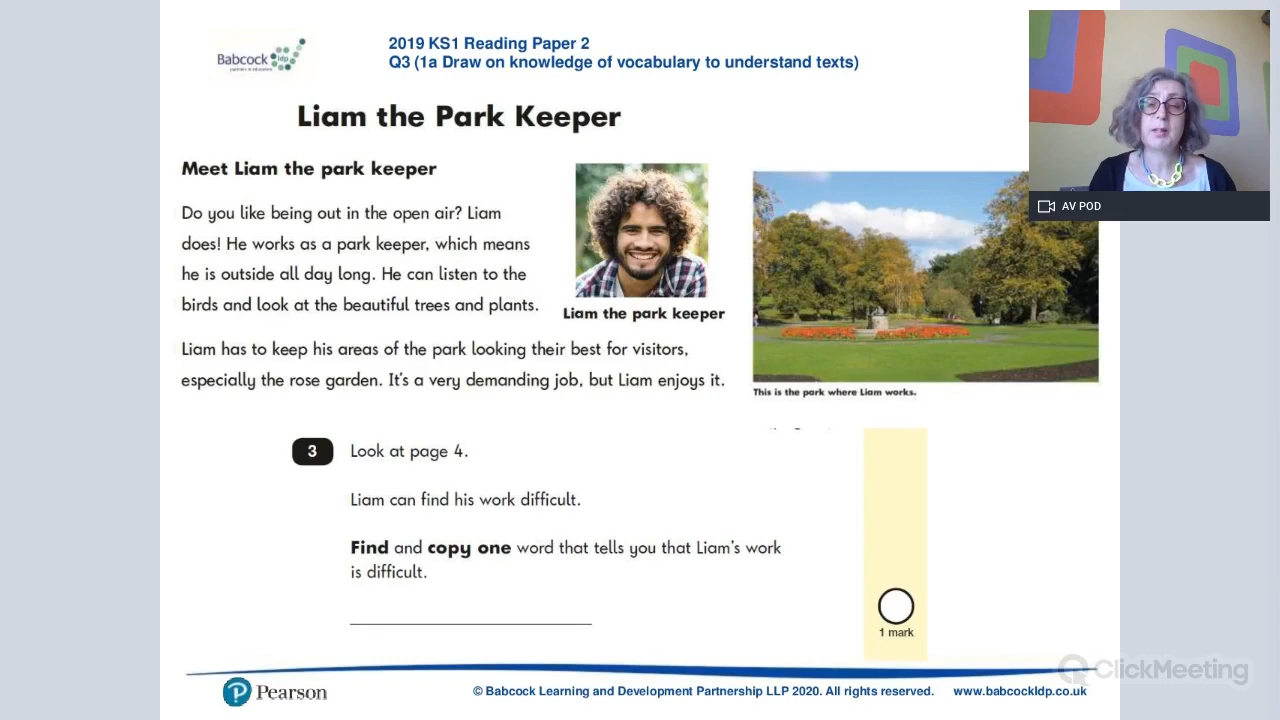 Babcock
ldp
2019 KS1 Reading Paper 2
Q3 (1a Draw on knowledge of vocabulary to understand texts)
Liam the Park Keeper
Meet Liam the park keeper
Do you like being out in the open air? Liam
does! He works as a park keeper, which means
he is outside all day long. He can listen to the
birds and look at the beautiful trees and plants.
Liam the park keeper
Liam has to keep his areas of the park looking their best for visitors,
especially the rose garden. It's a very demanding job, but Liam enjoys it.
This is the park where Liam works.
AV POD
3
Look at page 4.
Liam can find his work difficult.
Find and copy one word that tells you that Liam's work
is difficult.
1 mark
ClickMeeting
Pearson
© Babcock Learning and Development Partnership LLP 2020. All rights reserved. www.babcockldp.co.uk